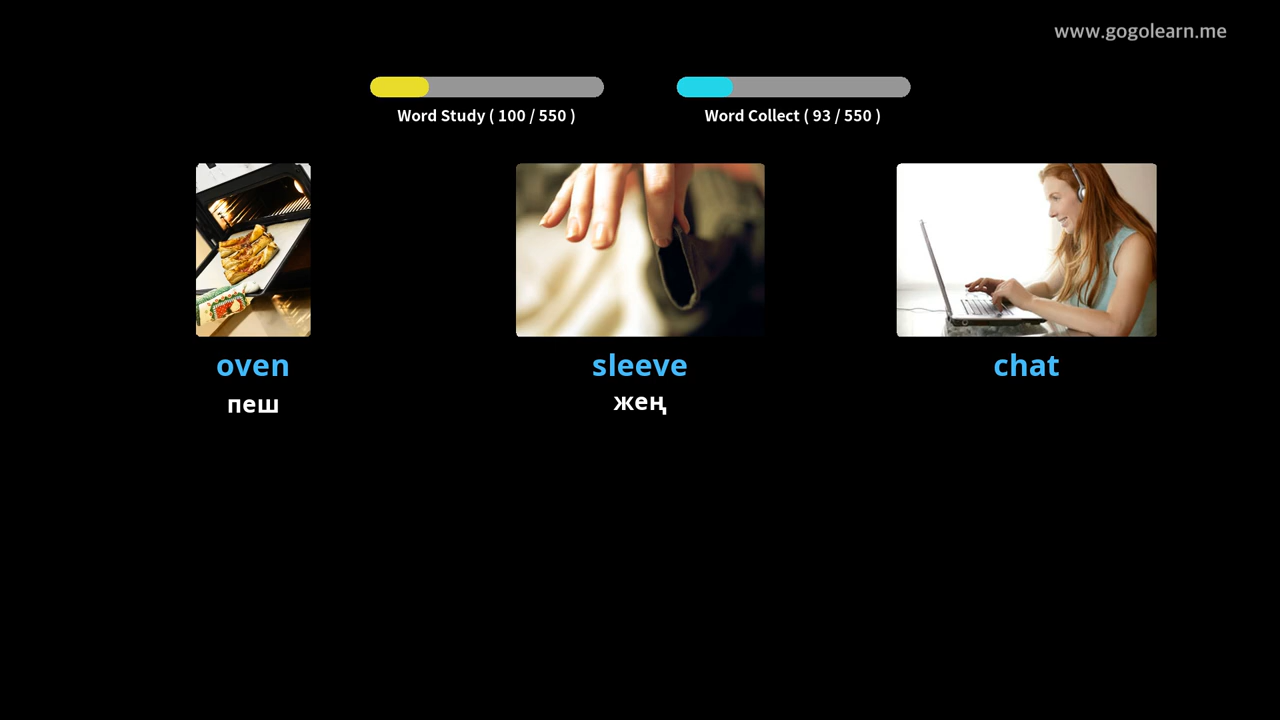 www.gogolearn.me
Word Study ( 100 / 550 )
Word Collect ( 93 / 550 )
oven
пеш
sleeve
жең
chat